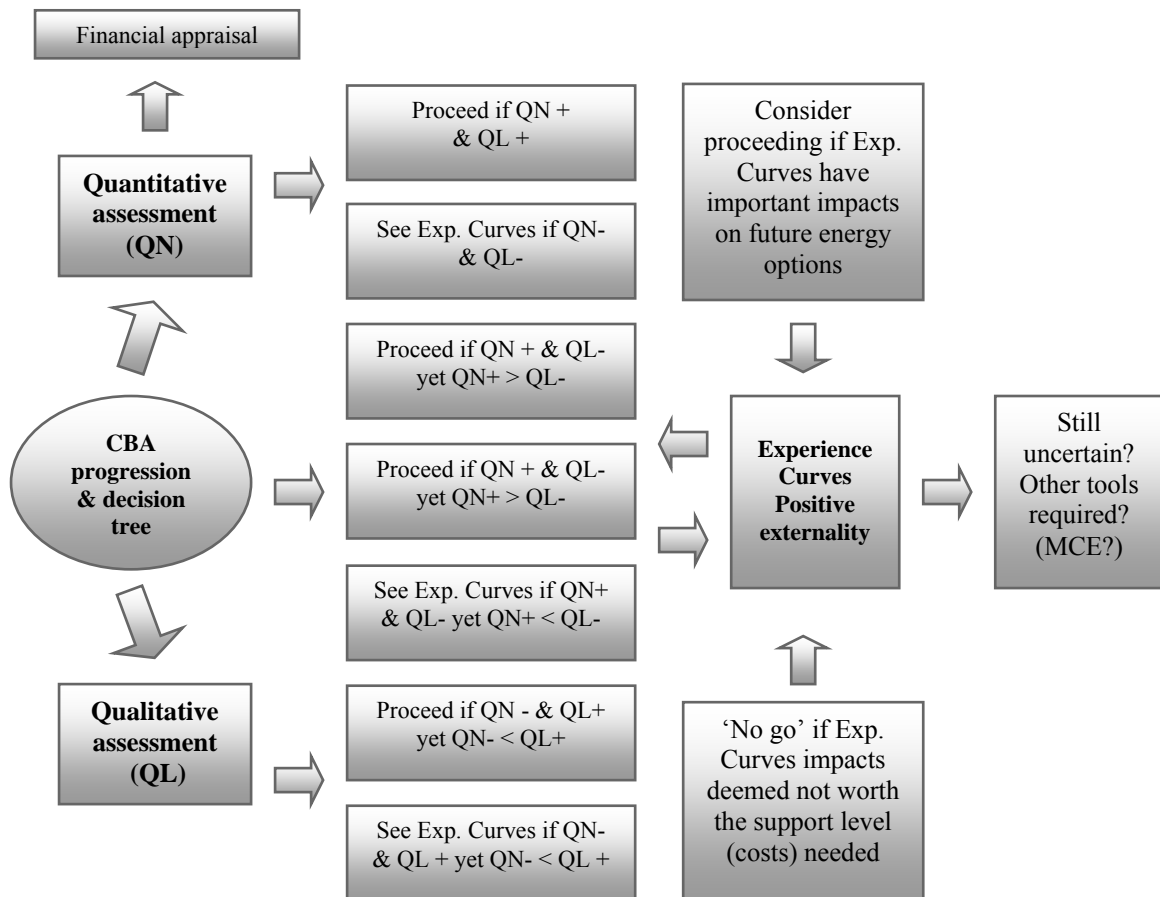 Financial appraisal
Quantitative
assessment
(QN)
CBA
progression
& decision
tree
Qualitative
assessment
(QL)
Proceed if QN +
& QL +
See Exp. Curves if QN-
& QL-
Proceed if QN + & QL-
yet QN+ > QL-
Proceed if QN + & QL-
yet QN+ > QL-
See Exp. Curves if QN+
& QL- yet QN+ < QL-
Proceed if QN - & QL+
yet QN- < QL+
See Exp. Curves if QN-
& QL + yet QN- < QL +
Consider
proceeding if Exp.
Curves have
important impacts
on future energy
options
Experience
Curves
Positive
externality
‘No go’ if Exp.
Curves impacts
deemed not worth
the support level
(costs) needed
Still
uncertain?
Other tools
required?
(MCE?)